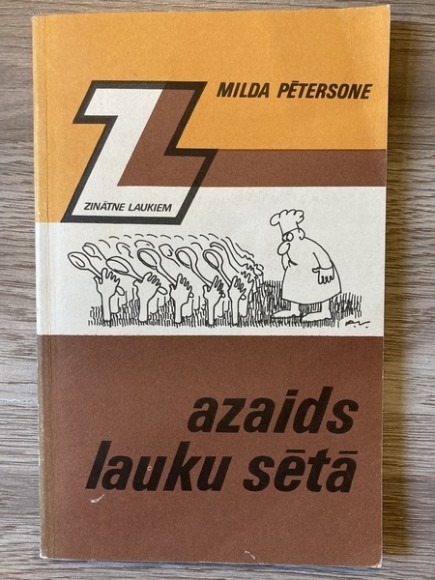 MILDA PĒTERSONE
Z
ZINĀTNE LAUKIEM
azaids
lauku sētā